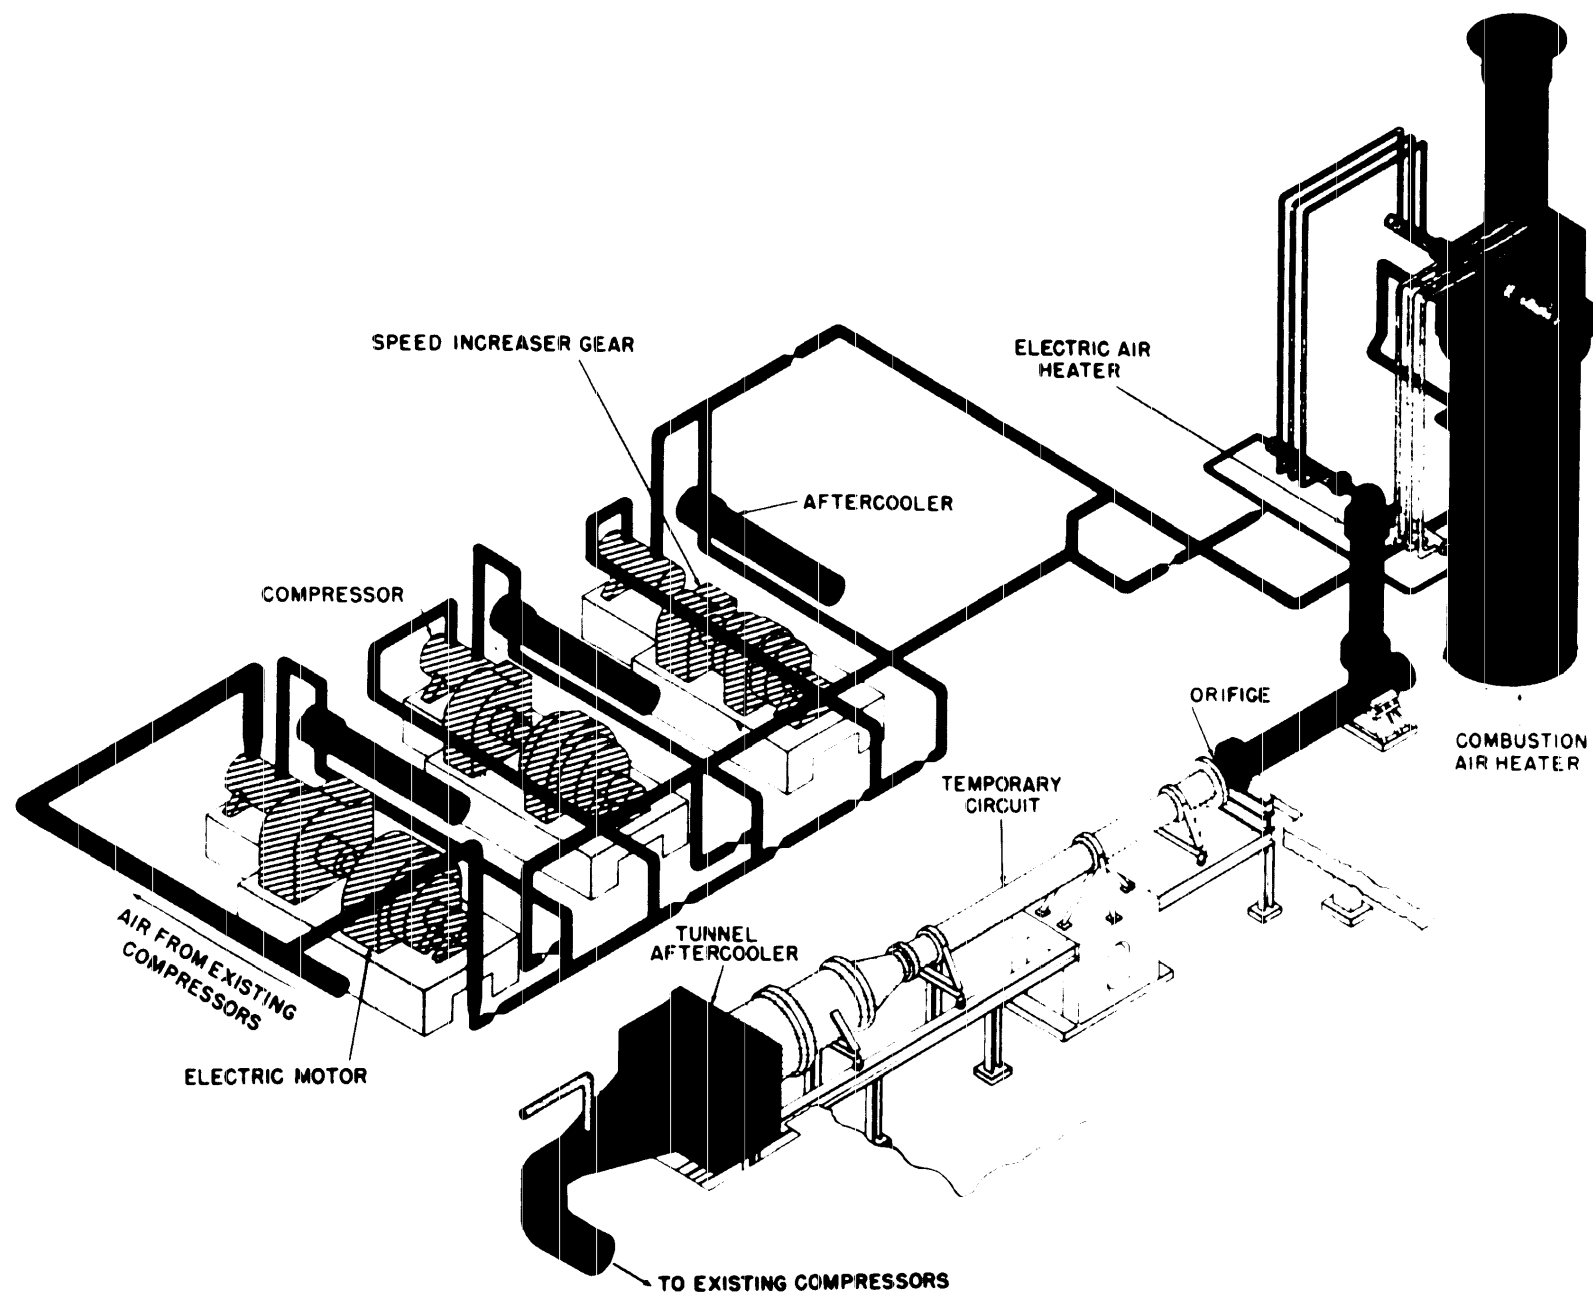 SPEED INCREASER GEAR
ELECTRIC AIR
HEATER
AFTERCOOLER
COMPRESSOR
ORIFICE
COMBUSTION
AIR HEATER
TEMPORARY
CIRCUIT
TUNNEL
AFTERCOOLER
AIR FROM EXISTING
COMPRESSORS
ELECTRIC MOTOR
TO EXISTING COMPRESSORS